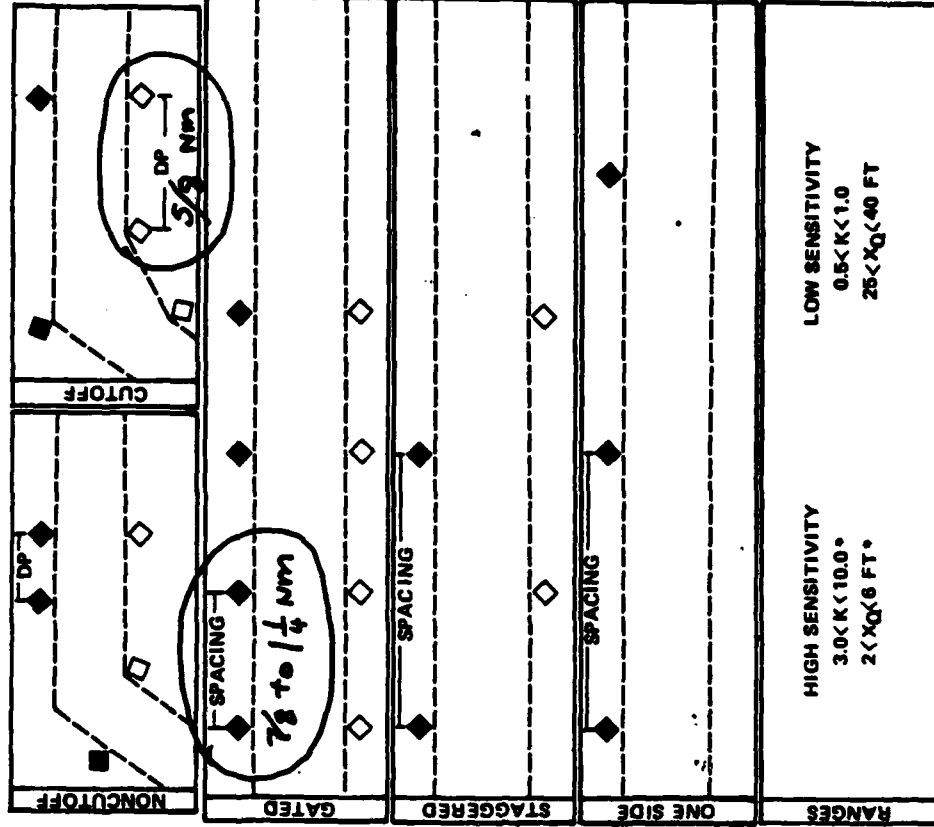 DP
NONCUTOFF
CUTOFF
DP
5/8 Nm
SPACING
7/8 to 1 1/4 Nm
GATED
SPACING
STAGGERED
SPACING
ONE SIDE
RANGES
HIGH SENSITIVITY
3.0<K<10.0*
2<XQ<6 FT*
LOW SENSITIVITY
0.5<K<1.0
25<XQ<40 FT